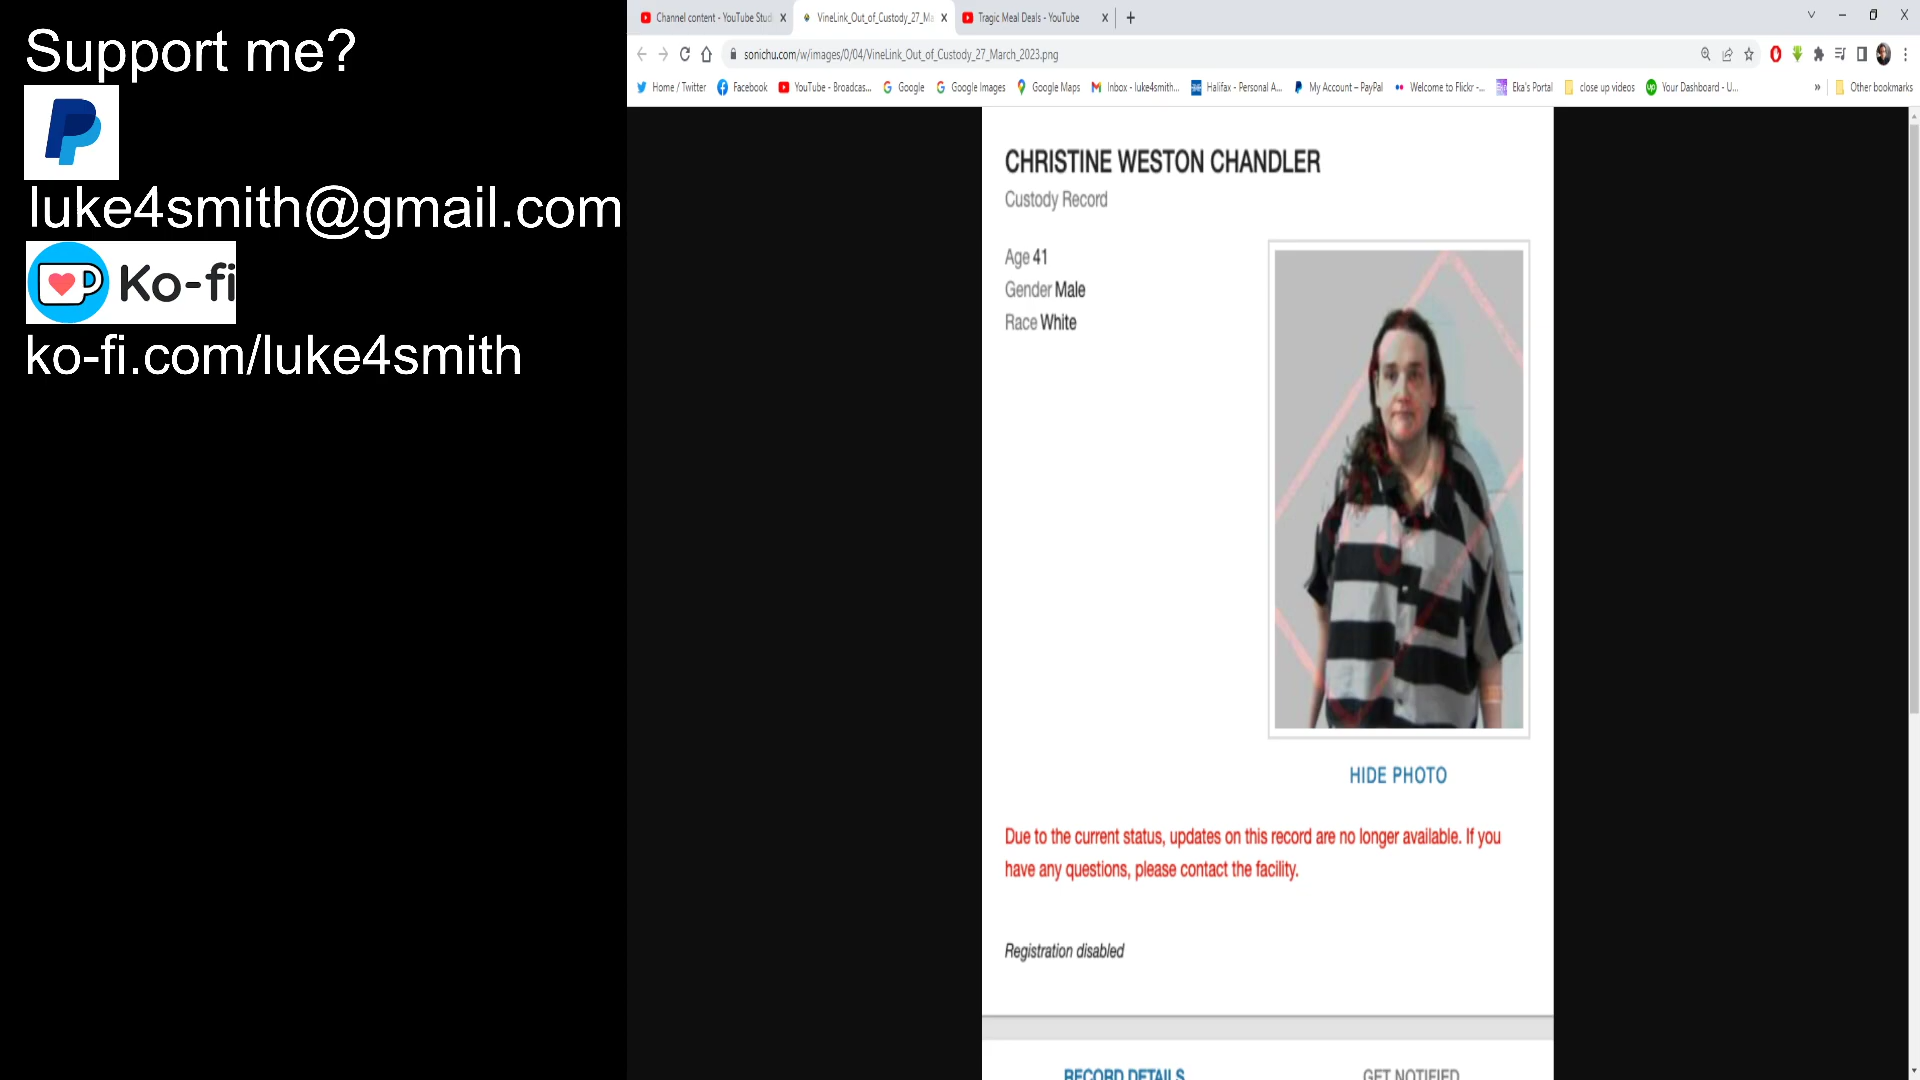 Support me?
luke4smith@gmail.com
Ko-fi
ko-fi.com/luke4smith
Channel content - YouTube Stud
VineLink_Out_of_Custody_27_Ma
Tragic Meal Deals - YouTube
sonichu.com/w/images/0/04/VineLink_Out_of_Custody_27_March_2023.png
Home / Twitter
Facebook
YouTube - Broadcas...
Google
Google Images
Google Maps
Inbox - luke4smith...
Halifax - Personal A...
My Account – PayPal
Welcome to Flickr -...
Eka's Portal
close up videos
Your Dashboard - U...
Other bookmarks
CHRISTINE WESTON CHANDLER
Custody Record
Age 41
Gender Male
Race White
HIDE PHOTO
Due to the current status, updates on this record are no longer available. If you
have any questions, please contact the facility.
Registration disabled
RECORD DETAILS
GET NOTIFIED